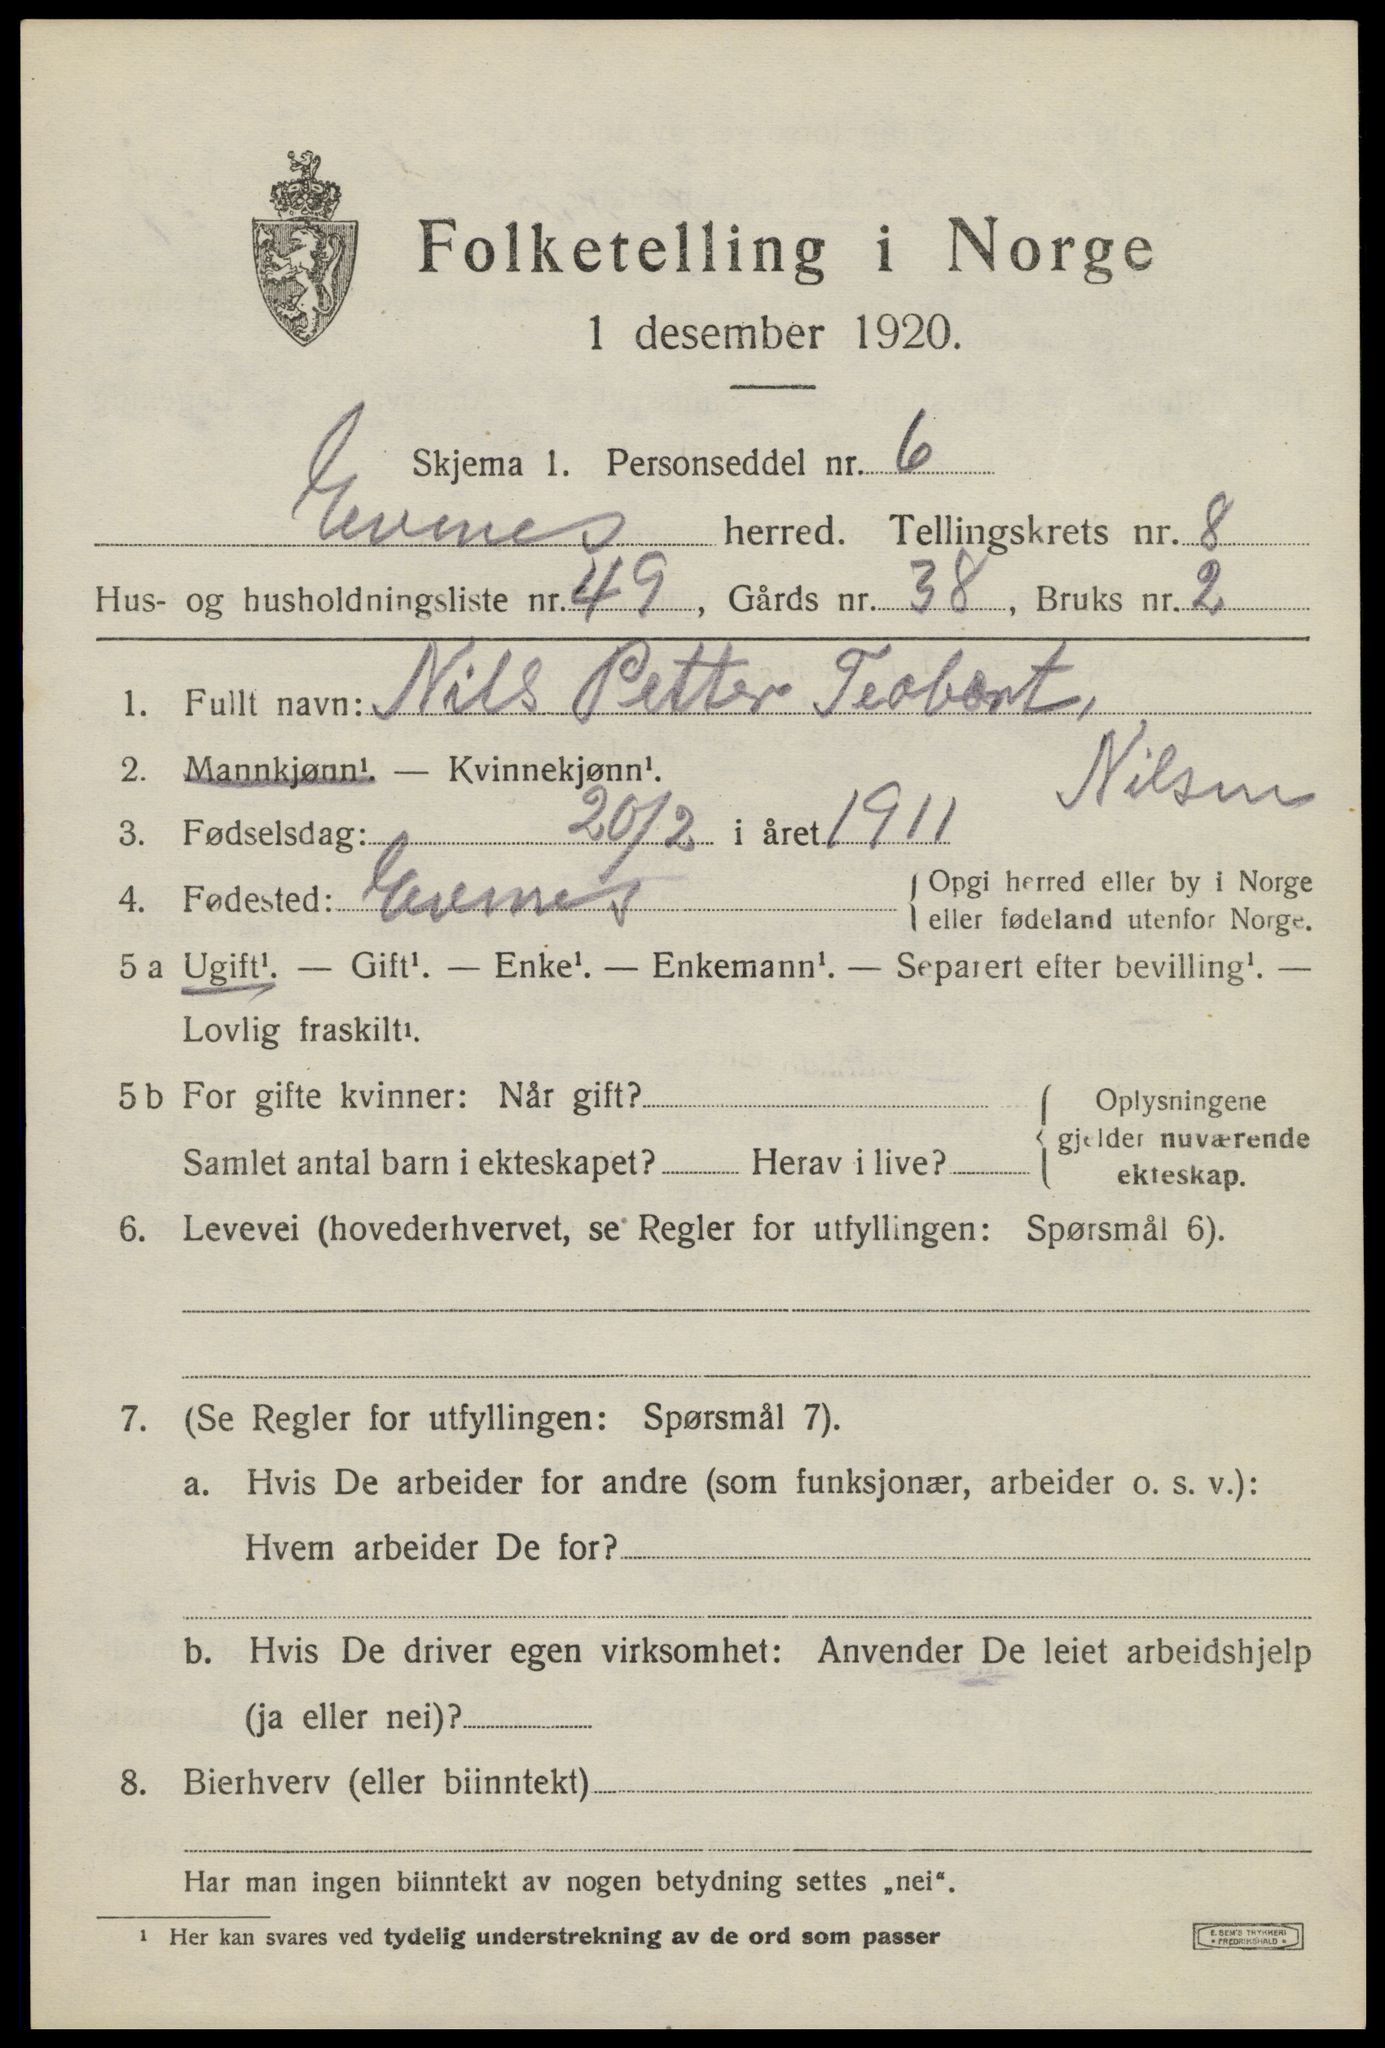 Folketelling i Norge
1 desember 1920.
Skjema 1. Personseddel nr. 6
Evenes herred. Tellingskrets nr. 8
Hus- og husholdningsliste nr. 49, Gårds nr. 38, Bruks nr. 2
1. Fullt navn: Nils Petter Teobart,
Nilsen
2. Mannkjønn¹. — Kvinnekjønn¹.
3. Fødselsdag: 20/2 i året 1911
4. Fødested: Evenes { Opgi herred eller by i Norge
eller fødeland utenfor Norge.
5 a Ugift¹. — Gift¹. — Enke¹. — Enkemann¹. — Separert efter bevilling¹. —
Lovlig fraskilt¹.
5 b For gifte kvinner: Når gift?
Samlet antal barn i ekteskapet? Herav i live?
{ Oplysningene
gjelder nuværende
ekteskap.
6. Levevei (hovederhvervet, se Regler for utfyllingen: Spørsmål 6).
7. (Se Regler for utfyllingen: Spørsmål 7).
a. Hvis De arbeider for andre (som funksjonær, arbeider o. s. v.):
Hvem arbeider De for?
b. Hvis De driver egen virksomhet: Anvender De leiet arbeidshjelp
(ja eller nei)?
8. Bierhverv (eller biinntekt)
Har man ingen biinntekt av nogen betydning settes „nei“.
¹ Her kan svares ved tydelig understrekning av de ord som passer
E. SEM'S TRYKKERI
FREDRIKSHALD